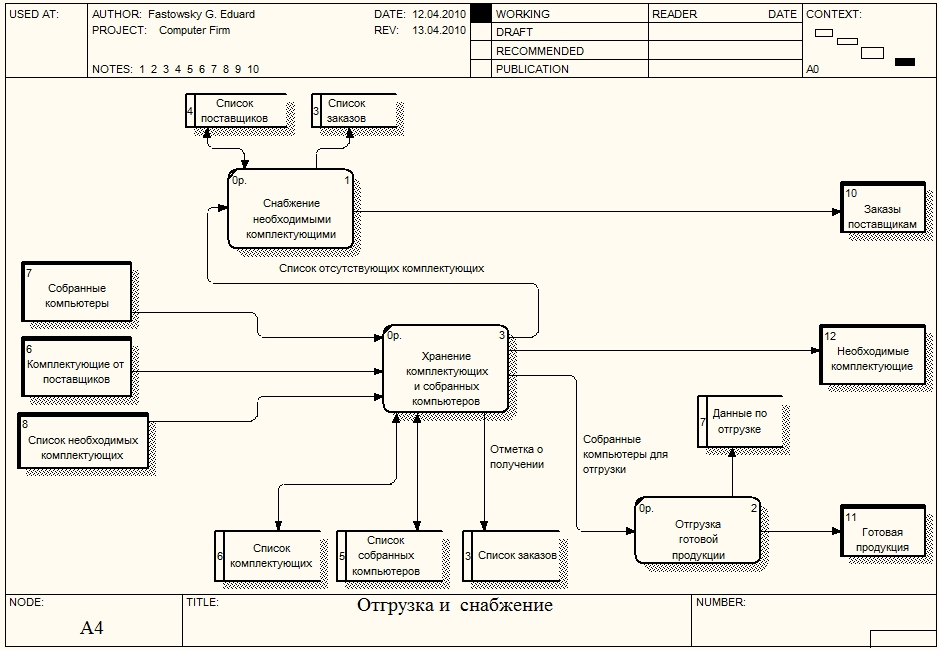 USED AT:
AUTHOR: Fastowsky G. Eduard
DATE: 12.04.2010
PROJECT: Computer Firm
REV: 13.04.2010
NOTES: 1 2 3 4 5 6 7 8 9 10
WORKING
DRAFT
RECOMMENDED
PUBLICATION
READER
DATE
CONTEXT:
A0
4
Список
поставщиков
3
Список
заказов
0р.
1
Снабжение
необходимыми
комплектующими
10
Заказы
поставщикам
Список отсутствующих комплектующих
7
Собранные
компьютеры
6
Комплектующие от
поставщиков
8
Список необходимых
комплектующих
0р.
3
Хранение
комплектующих
и собранных
компьютеров
12
Необходимые
комплектующие
7
Данные по
отгрузке
Отметка о
получении
Собранные
компьютеры для
отгрузки
0р.
2
Отгрузка
готовой
продукции
11
Готовая
продукция
6
Список
комплектующих
5
Список
собранных
компьютеров
3
Список заказов
NODE:
A4
TITLE:
Отгрузка и снабжение
NUMBER: